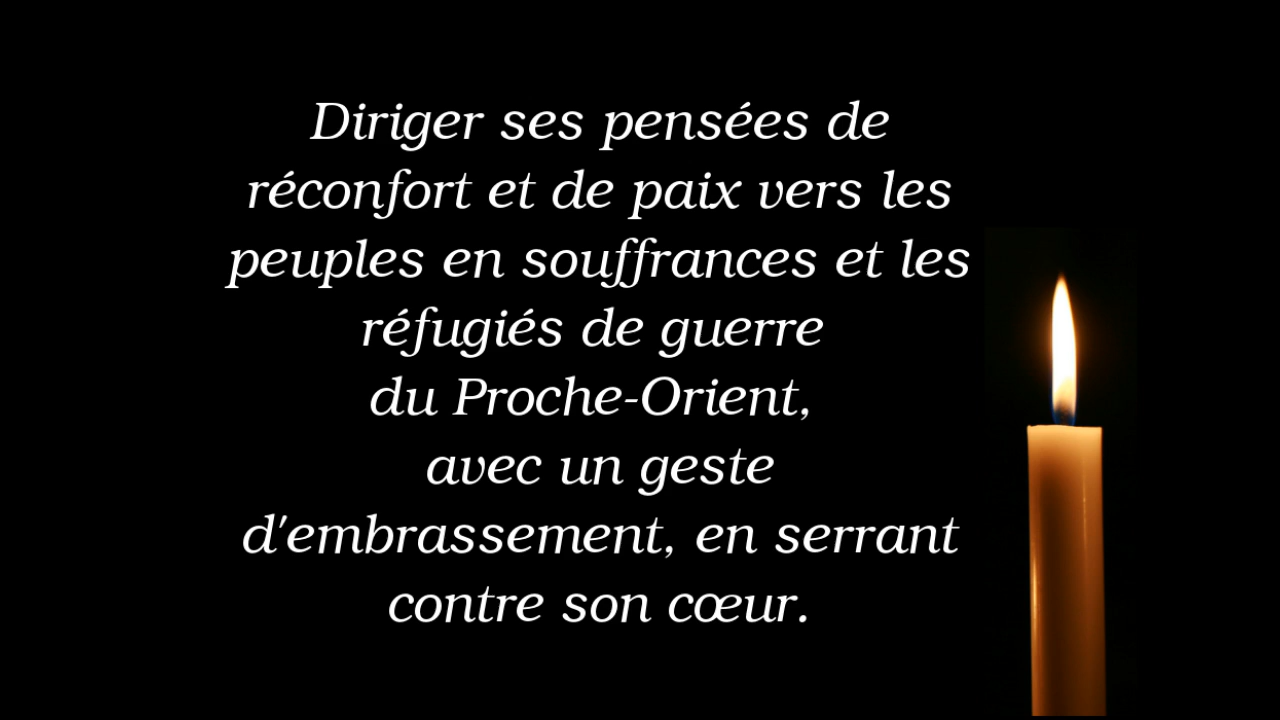 Diriger ses pensées de
réconfort et de paix vers les
peuples en souffrances et les
réfugiés de guerre
du Proche-Orient,
avec un geste
d'embrassement, en serrant
contre son cœur.